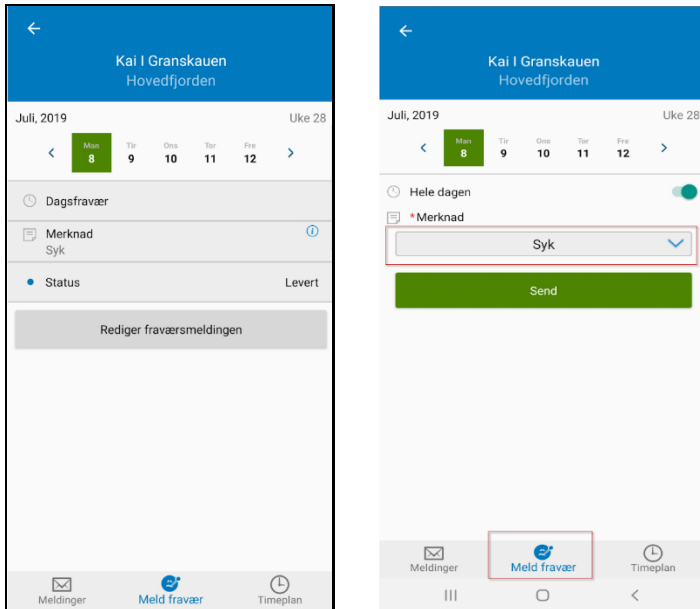 Kai I Granskauen
Hovedfjorden
Juli, 2019 Uke 28
Man Tir Ons Tor Fre
8 9 10 11 12
Dagsfravær
Merknad
Syk
Status Levert
Rediger fraværsmeldingen
Meldinger Meld fravær Timeplan
Kai I Granskauen
Hovedfjorden
Juli, 2019 Uke 28
Man Tir Ons Tor Fre
8 9 10 11 12
Hele dagen
*Merknad
Syk
Send
Meldinger Meld fravær Timeplan